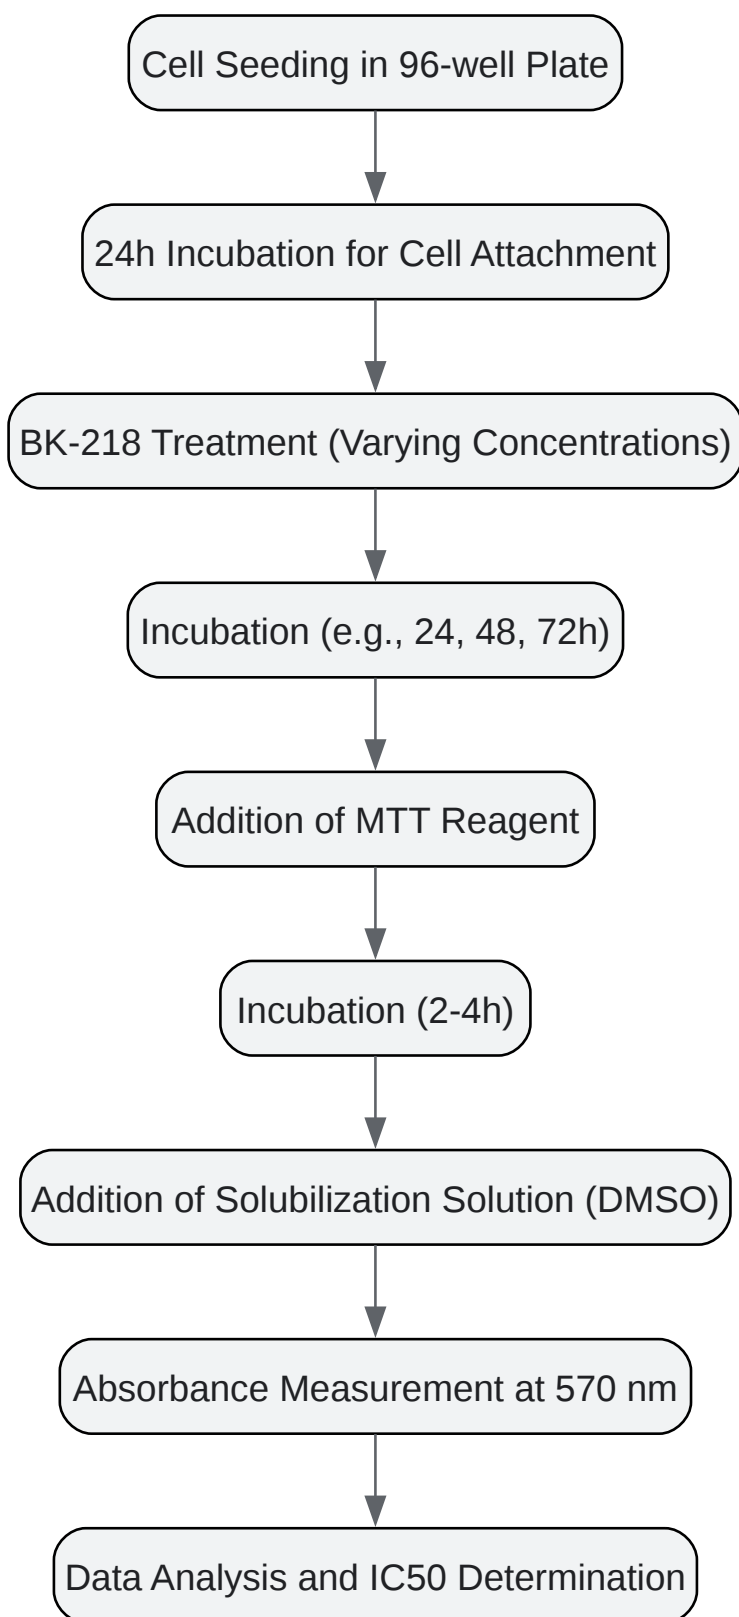 Cell Seeding in 96-well Plate
24h Incubation for Cell Attachment
BK-218 Treatment (Varying Concentrations)
Incubation (e.g., 24, 48, 72h)
Addition of MTT Reagent
Incubation (2-4h)
Addition of Solubilization Solution (DMSO)
Absorbance Measurement at 570 nm
Data Analysis and IC50 Determination